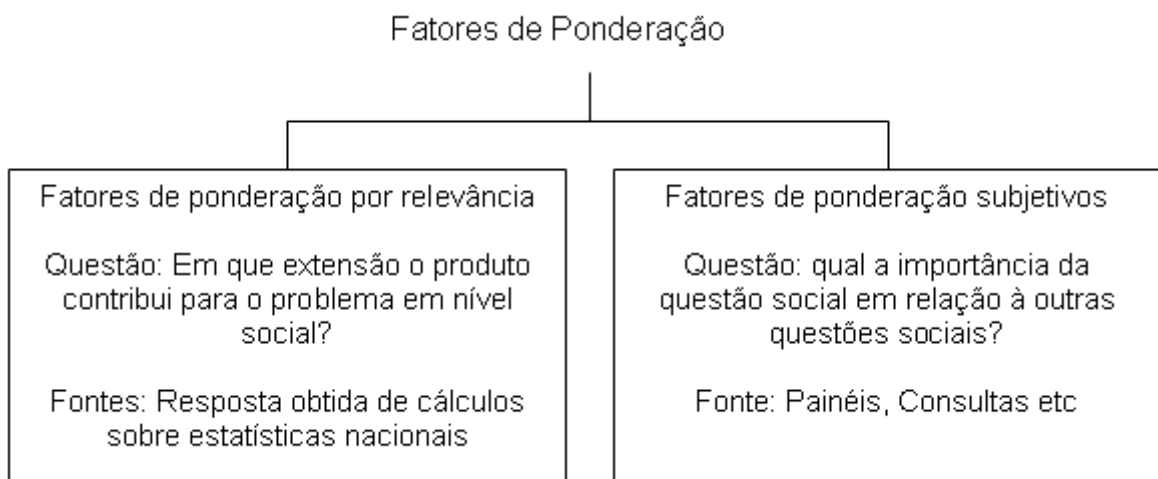 Fatores de Ponderação
Fatores de ponderação por relevância
Questão: Em que extensão o produto
contribui para o problema em nível
social?
Fontes: Resposta obtida de cálculos
sobre estatísticas nacionais
Fatores de ponderação subjetivos
Questão: qual a importância da
questão social em relação à outras
questões sociais?
Fonte: Painéis, Consultas etc